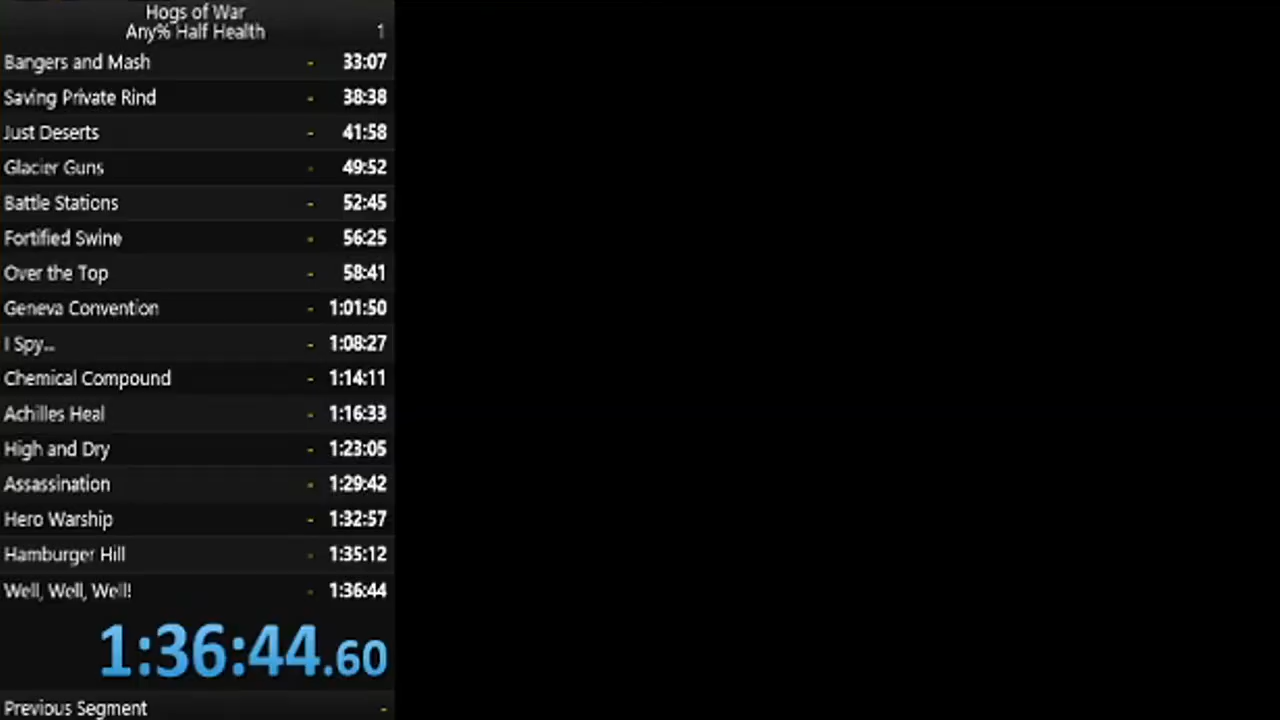 Hogs of War
Any% Half Health 1
Bangers and Mash - 33:07
Saving Private Rind - 38:38
Just Deserts - 41:58
Glacier Guns - 49:52
Battle Stations - 52:45
Fortified Swine - 56:25
Over the Top - 58:41
Geneva Convention - 1:01:50
I Spy... - 1:08:27
Chemical Compound - 1:14:11
Achilles Heal - 1:16:33
High and Dry - 1:23:05
Assassination - 1:29:42
Hero Warship - 1:32:57
Hamburger Hill - 1:35:12
Well, Well, Well! - 1:36:44
1:36:44.60
Previous Segment -